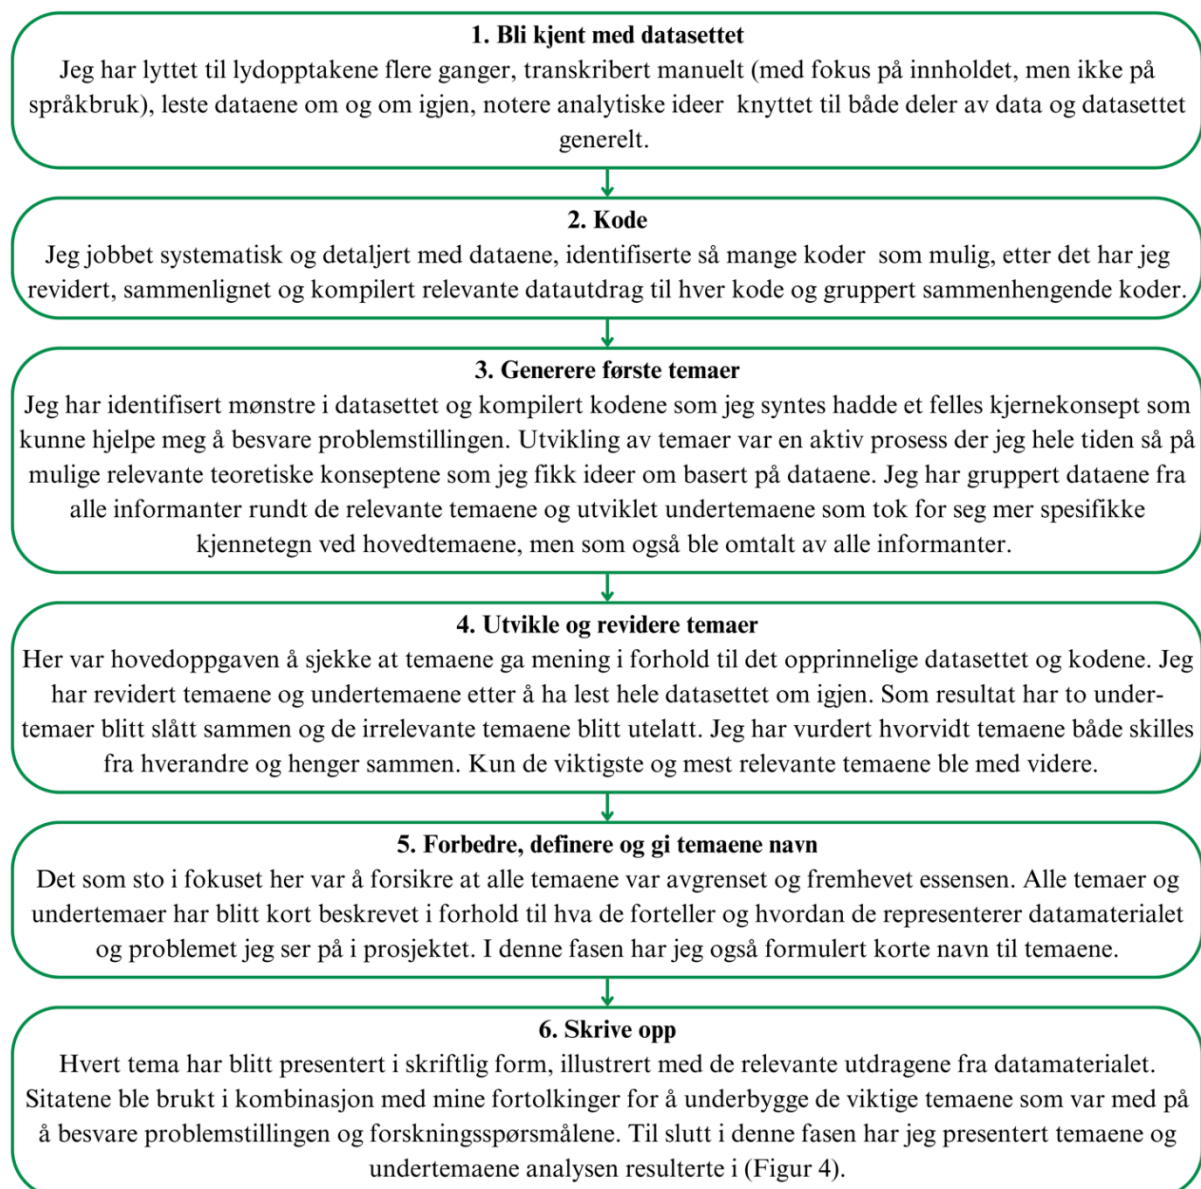 1. Bli kjent med datasettet
Jeg har lyttet til lydopptakene flere ganger, transkribert manuelt (med fokus på innholdet, men ikke på
språkbruk), leste dataene om og om igjen, notere analytiske ideer knyttet til både deler av data og datasettet
generelt.
2. Kode
Jeg jobbet systematisk og detaljert med dataene, identifiserte så mange koder som mulig, etter det har jeg
revidert, sammenlignet og kompilert relevante datautdrag til hver kode og gruppert sammenhengende koder.
3. Generere første temaer
Jeg har identifisert mønstre i datasettet og kompilert kodene som jeg syntes hadde et felles kjernekonsept som
kunne hjelpe meg å besvare problemstillingen. Utvikling av temaer var en aktiv prosess der jeg hele tiden så på
mulige relevante teoretiske konseptene som jeg fikk ideer om basert på dataene. Jeg har gruppert dataene fra
alle informanter rundt de relevante temaene og utviklet undertemaene som tok for seg mer spesifikke
kjennetegn ved hovedtemaene, men som også ble omtalt av alle informanter.
4. Utvikle og revidere temaer
Her var hovedoppgaven å sjekke at temaene ga mening i forhold til det opprinnelige datasettet og kodene. Jeg
har revidert temaene og undertemaene etter å ha lest hele datasettet om igjen. Som resultat har to under-
temaer blitt slått sammen og de irrelevante temaene blitt utelatt. Jeg har vurdert hvorvidt temaene både skilles
fra hverandre og henger sammen. Kun de viktigste og mest relevante temaene ble med videre.
5. Forbedre, definere og gi temaene navn
Det som sto i fokuset her var å forsikre at alle temaene var avgrenset og fremhevet essensen. Alle temaer og
undertemaer har blitt kort beskrevet i forhold til hva de forteller og hvordan de representerer datamaterialet
og problemet jeg ser på i prosjektet. I denne fasen har jeg også formulert korte navn til temaene.
6. Skrive opp
Hvert tema har blitt presentert i skriftlig form, illustrert med de relevante utdragene fra datamaterialet.
Sitatene ble brukt i kombinasjon med mine fortolkinger for å underbygge de viktige temaene som var med på
å besvare problemstillingen og forskningsspørsmålene. Til slutt i denne fasen har jeg presentert temaene og
undertemaene analysen resulterte i (Figur 4).